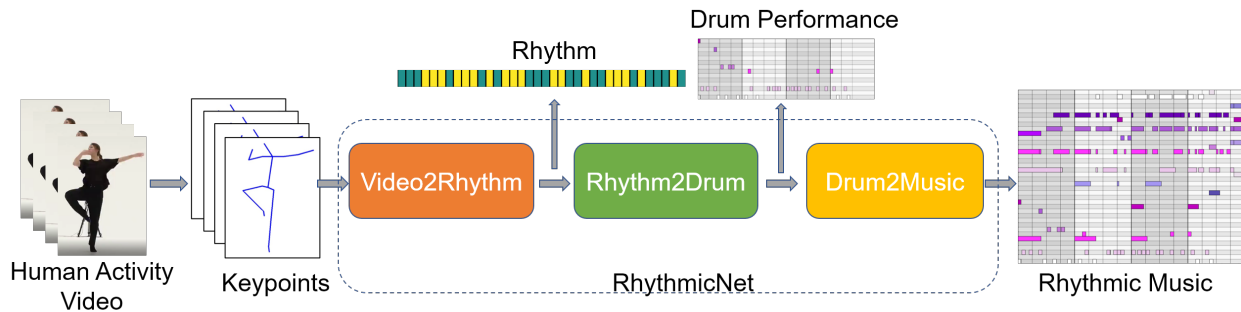 Drum Performance
Rhythm
Video2Rhythm
Rhythm2Drum
Drum2Music
Human Activity
Video
Keypoints
RhythmicNet
Rhythmic Music